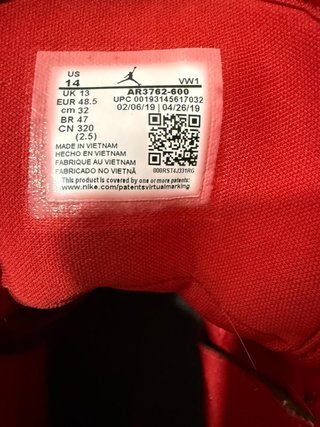 US
14
UK 13
EUR 48.5
cm 32
BR 47
CN 320
(2.5)
VW1
AR3762-600
UPC 00193145617032
02/06/19 | 04/26/19
MADE IN VIETNAM
HECHO EN VIETNAM
FABRIQUE AU VIETNAM
FABRICADO NO VIETNÃ
000RST4J331RG
This product is covered by one or more patents:
www.nike.com/patentsvirtualmarking